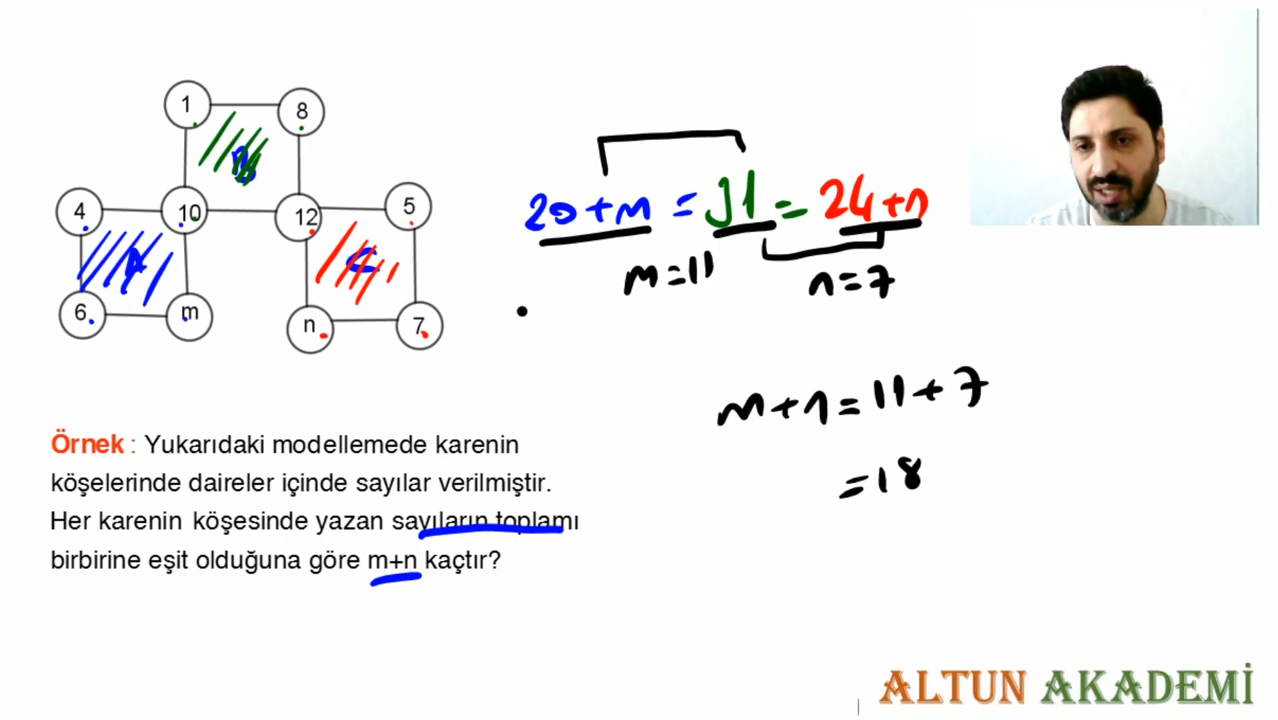 1 8
4 10 12 5
6 m n 7
B
A C
20+m = 31 = 24+n
m=11 n=7
m+n=11+7
=18
Örnek : Yukarıdaki modellemede karenin
köşelerinde daireler içinde sayılar verilmiştir.
Her karenin köşesinde yazan sayıların toplamı
birbirine eşit olduğuna göre m+n kaçtır?
ALTUN AKADEMİ